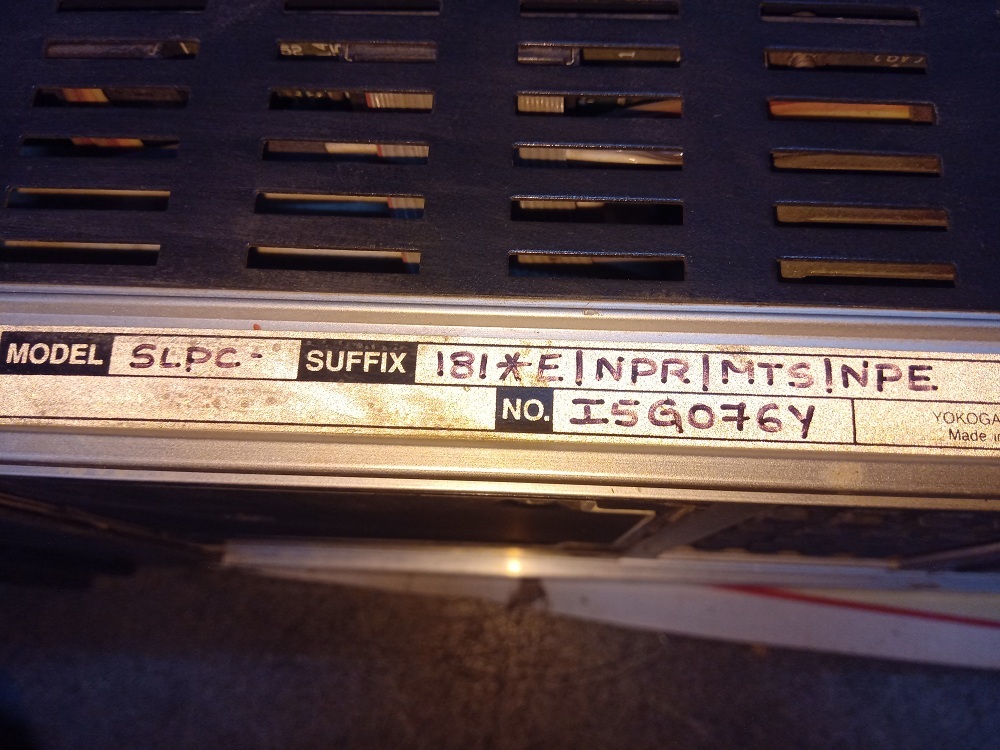 MODEL SLPC- SUFFIX 181*E/NPR/MTS/NPE
NO. I5G076Y
YOKOGA
Made in